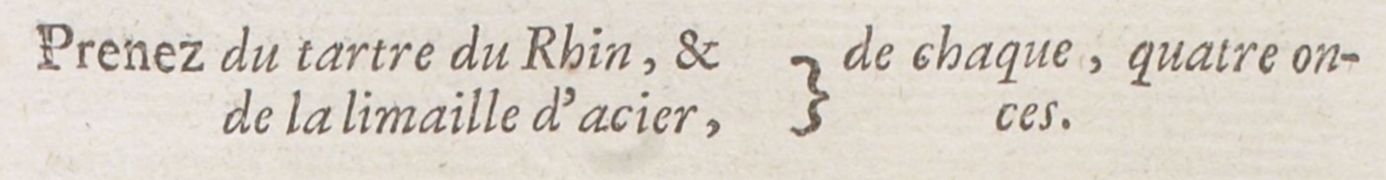 Prenez du tartre du Rhin, & } de chaque, quatre on-
de la limaille d'acier, } ces.